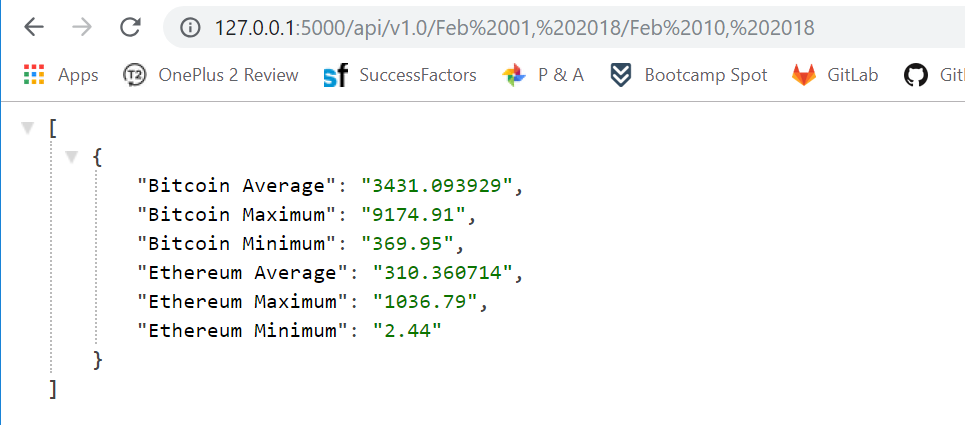 127.0.0.1:5000/api/v1.0/Feb%2001,%202018/Feb%2010,%202018
Apps T2 OnePlus 2 Review sf SuccessFactors P & A Bootcamp Spot GitLab Git
[
{
"Bitcoin Average": "3431.093929",
"Bitcoin Maximum": "9174.91",
"Bitcoin Minimum": "369.95",
"Ethereum Average": "310.360714",
"Ethereum Maximum": "1036.79",
"Ethereum Minimum": "2.44"
}
]